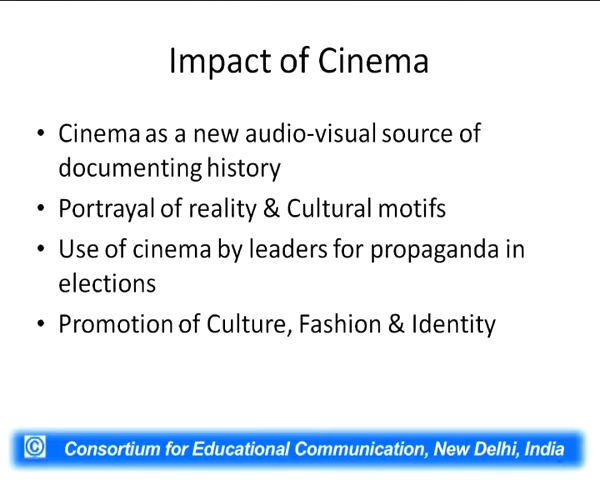 Impact of Cinema
• Cinema as a new audio-visual source of
documenting history
• Portrayal of reality & Cultural motifs
• Use of cinema by leaders for propaganda in
elections
• Promotion of Culture, Fashion & Identity
© Consortium for Educational Communication, New Delhi, India